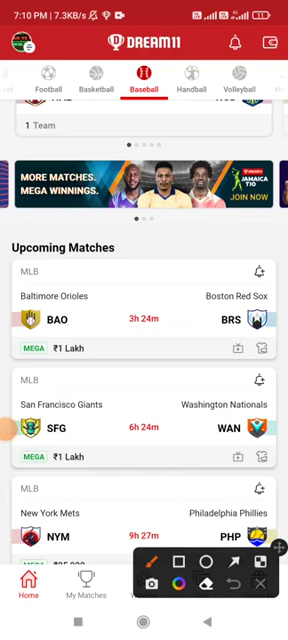 7:10 PM | 7.3KB/s
11
DREAM11
Football Basketball Baseball Handball Volleyball
1 Team
MORE MATCHES.
MEGA WINNINGS.
JAMAICA
T10
JOIN NOW
Upcoming Matches
MLB
Baltimore Orioles Boston Red Sox
BAO 3h 24m BRS
MEGA ₹1 Lakh
MLB
San Francisco Giants Washington Nationals
SFG 6h 24m WAN
MEGA ₹1 Lakh
MLB
New York Mets Philadelphia Phillies
NYM 9h 27m PHP
MEGA
Home My Matches